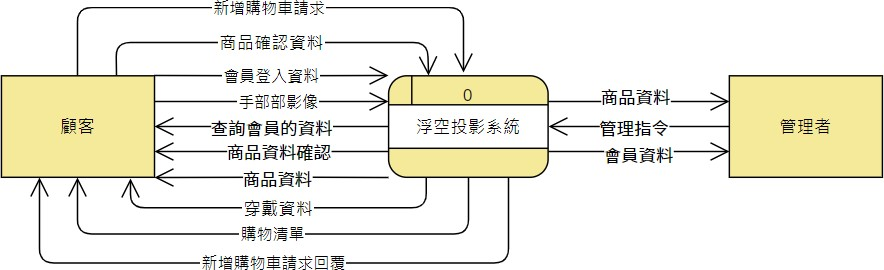 新增購物車請求
商品確認資料
會員登入資料
手部部影像
查詢會員的資料
商品資料確認
商品資料
穿戴資料
購物清單
新增購物車請求回覆
顧客
0
浮空投影系統
商品資料
管理指令
會員資料
管理者